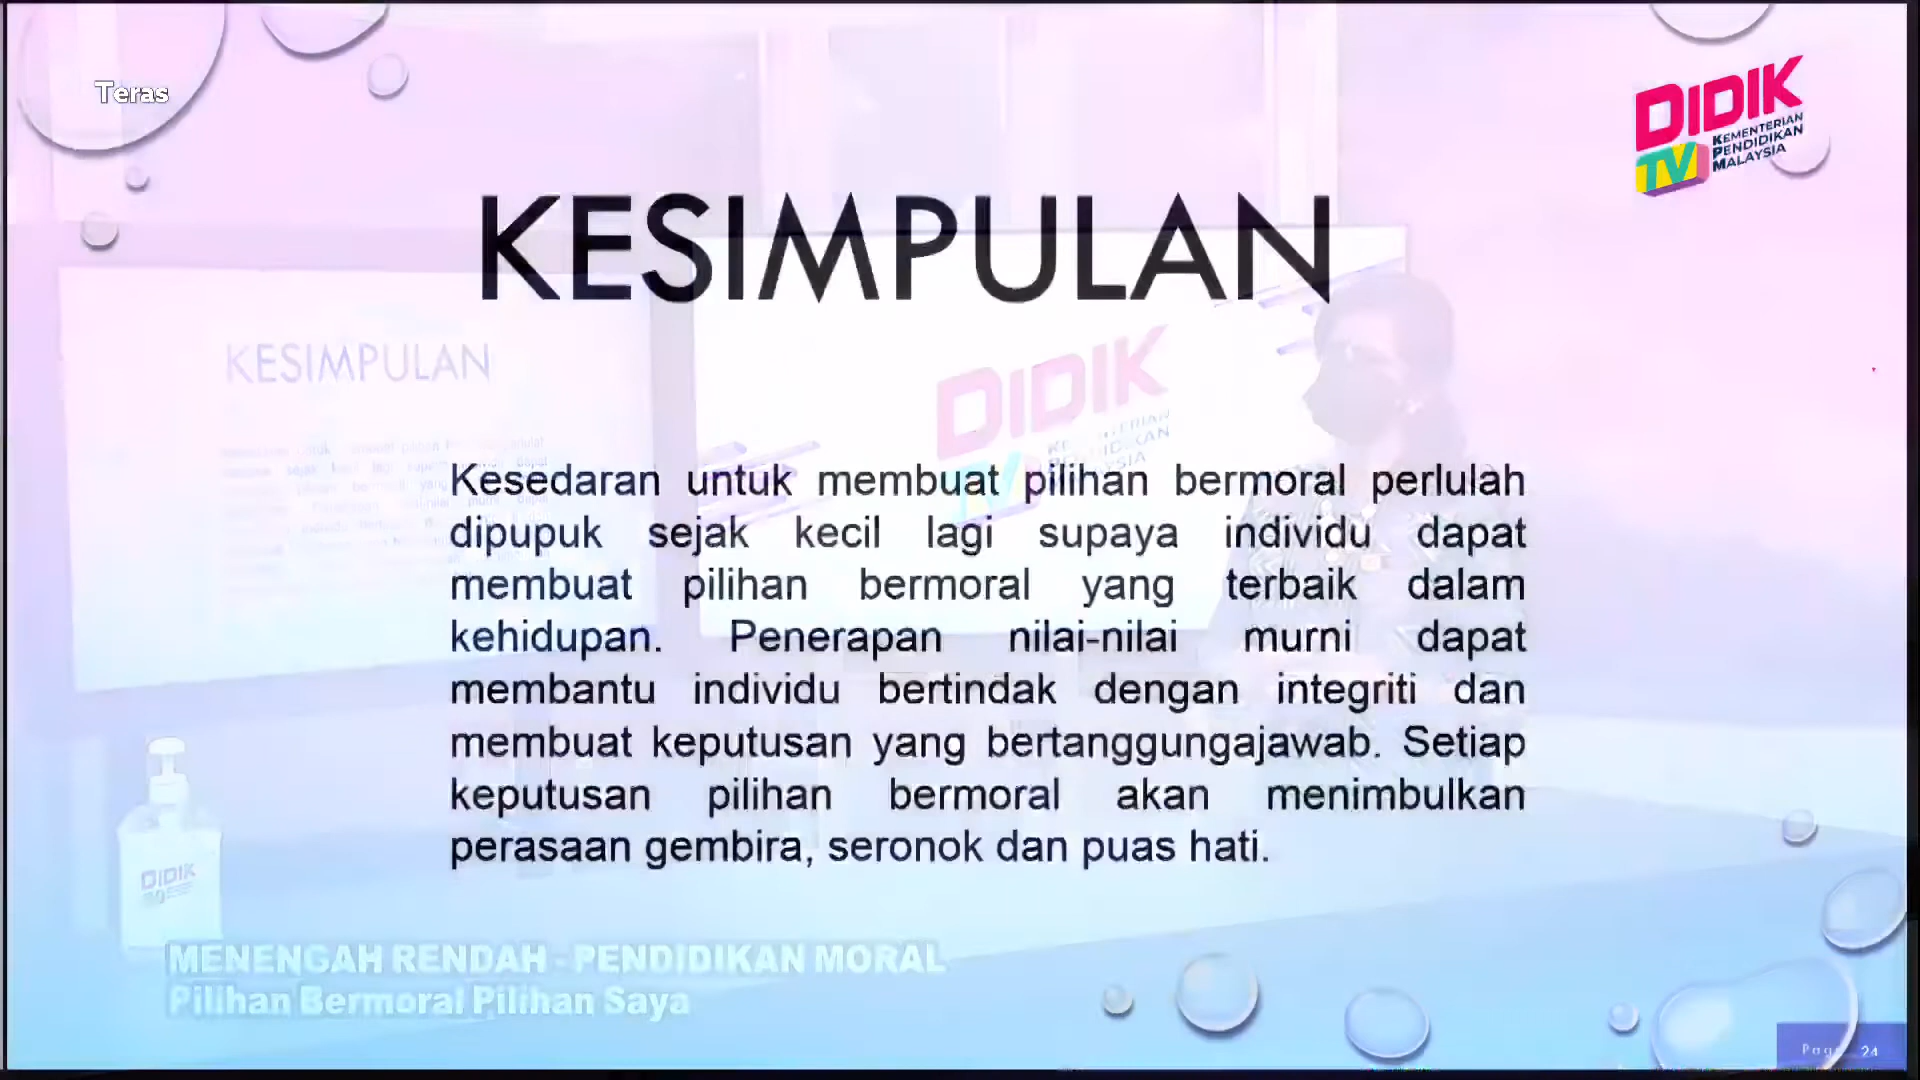 Teras
DIDIK
TV
KEMENTERIAN
PENDIDIKAN
MALAYSIA
KESIMPULAN
KESIMPULAN
DIDIK
Kesedaran untuk membuat pilihan bermoral perlulah
dipupuk sejak kecil lagi supaya individu dapat
membuat pilihan bermoral yang terbaik dalam
kehidupan. Penerapan nilai-nilai murni dapat
membantu individu bertindak dengan integriti dan
membuat keputusan yang bertanggungajawab. Setiap
keputusan pilihan bermoral akan menimbulkan
perasaan gembira, seronok dan puas hati.
DIDIK
MENENGAH RENDAH - PENDIDIKAN MORAL
Pilihan Bermoral Pilihan Saya
Page 24